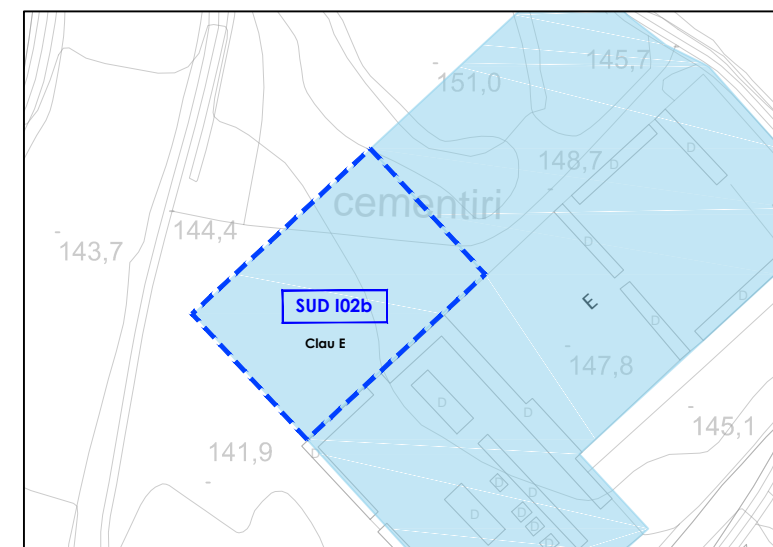 145,7
151,0
148,7
D
D
cementiri
144,4
143,7
D
SUD I02b
E
Clau E
D
D
147,8
D
D
145,1
141,9
D
D
D
D
D
D
D